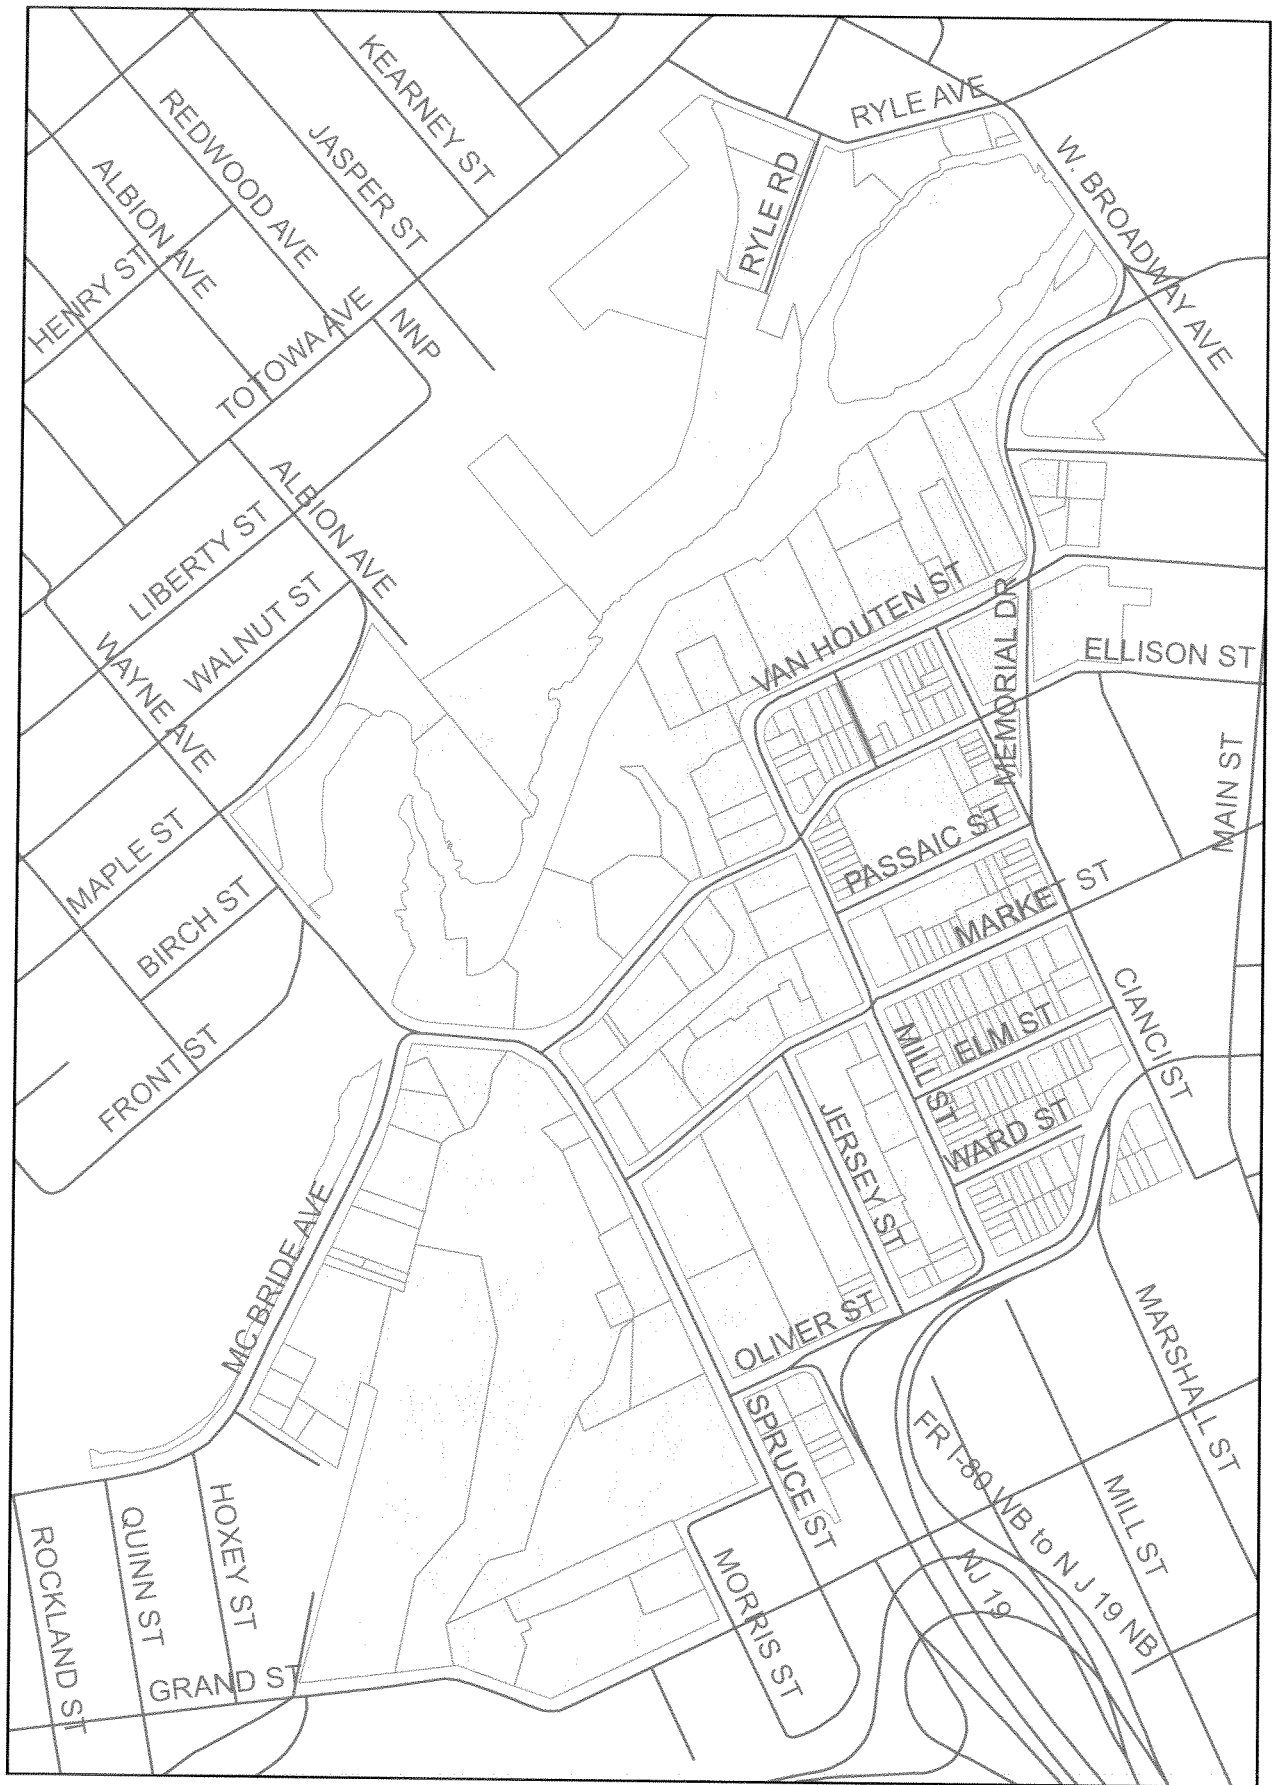 KEARNEY ST
RYLE AVE
REDWOOD AVE
JASPER ST
W. BROADWAY AVE
ALBION AVE
RYLE RD
HENRY ST
TOTOWA AVE
NNP
ALBION AVE
LIBERTY ST
WALNUT ST
VAN HOUTEN ST
MEMORIAL DR
ELLISON ST
WAYNE AVE
MAIN ST
MAPLE ST
PASSAIC ST
MARKET ST
BIRCH ST
CIANCI ST
FRONT ST
MILL ST
ELM ST
WARD ST
JERSEY ST
MC BRIDE AVE
OLIVER ST
MARSHALL ST
SPRUCE ST
FR I-80 WB to N J 19 NB
MILL ST
HOXEY ST
QUINN ST
ROCKLAND ST
MORRIS ST
NJ 19
GRAND ST